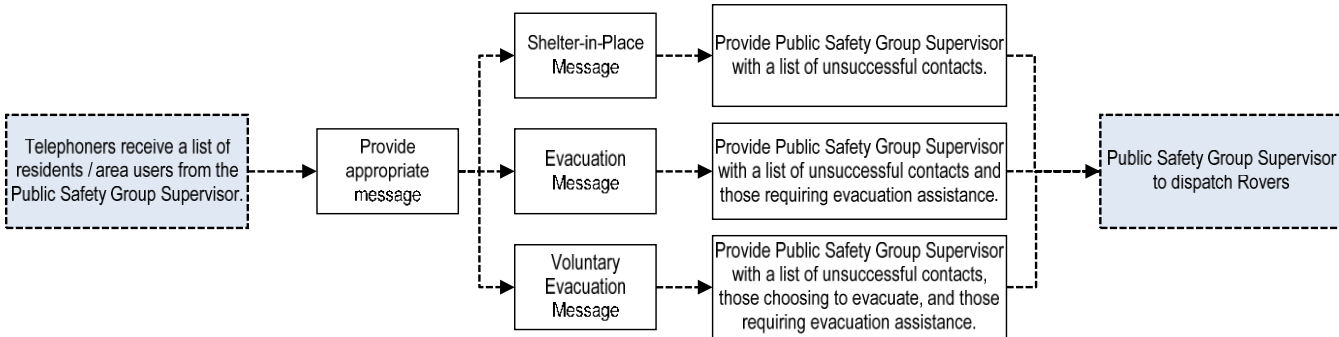 Telephoners receive a list of
residents / area users from the
Public Safety Group Supervisor.
Provide
appropriate
message
Shelter-in-Place
Message
Provide Public Safety Group Supervisor
with a list of unsuccessful contacts.
Evacuation
Message
Provide Public Safety Group Supervisor
with a list of unsuccessful contacts and
those requiring evacuation assistance.
Voluntary
Evacuation
Message
Provide Public Safety Group Supervisor
with a list of unsuccessful contacts,
those choosing to evacuate, and those
requiring evacuation assistance.
Public Safety Group Supervisor
to dispatch Rovers